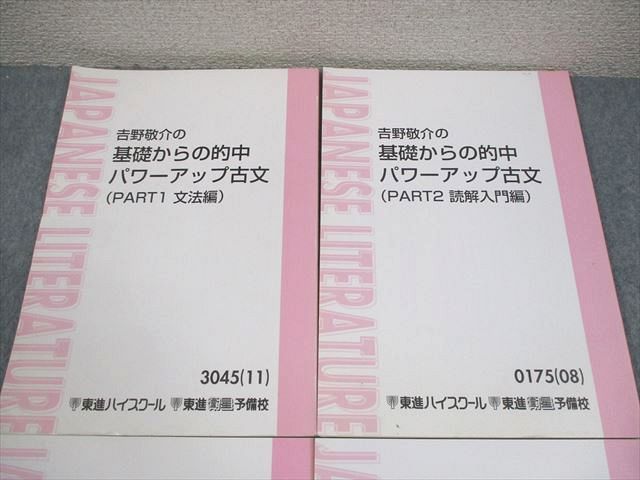 JAPANESE LITERATURE
吉野敬介の
基礎からの的中
パワーアップ古文
(PART1 文法編)
3045(11)
東進ハイスクール 東進衛星予備校
JAPANESE LITERATURE
吉野敬介の
基礎からの的中
パワーアップ古文
(PART2 読解入門編)
0175(08)
東進ハイスクール 東進衛星予備校
JA
JA